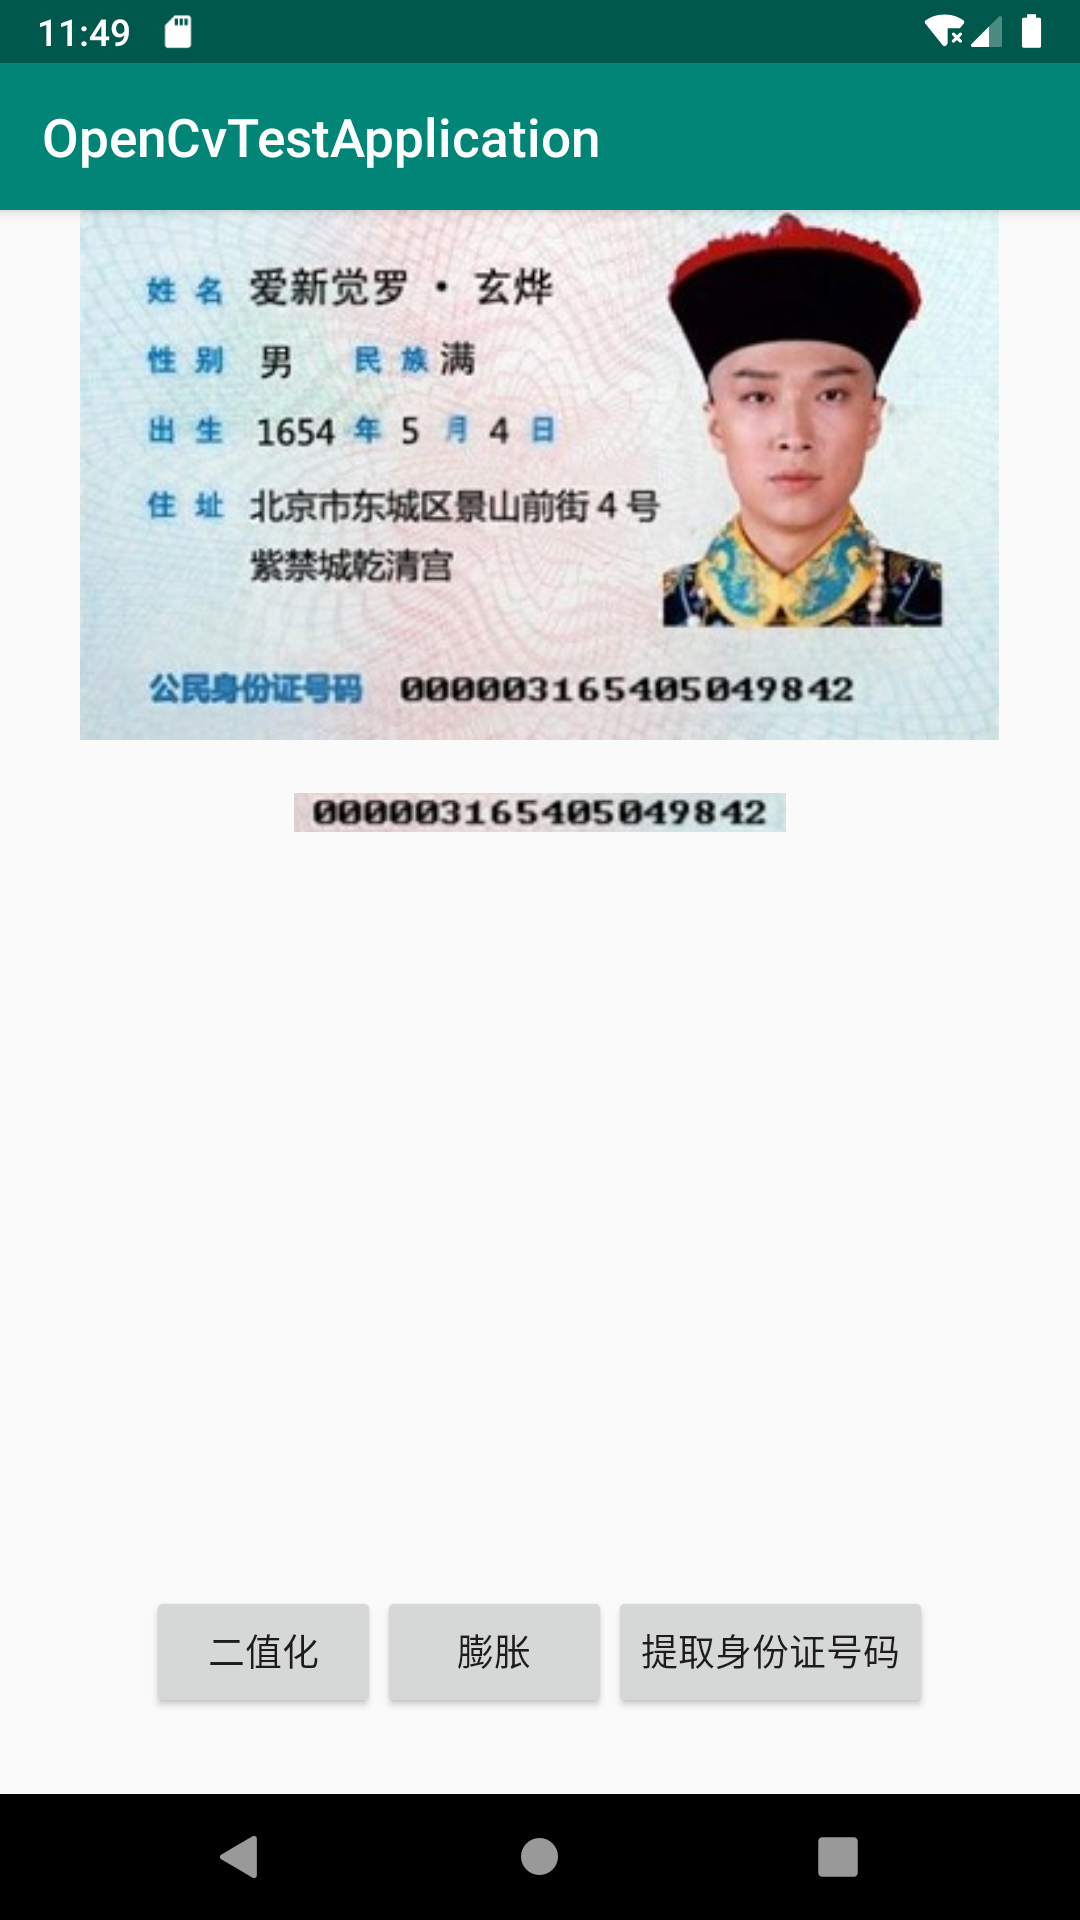 11:49
OpenCvTestApplication
姓 名 爱新觉罗 · 玄烨
性 别 男 民 族 满
出 生 1654 年 5 月 4 日
住 址 北京市东城区景山前街 4 号
紫禁城乾清宫
公民身份证号码 000003165405049842
000003165405049842
二值化 膨胀 提取身份证号码